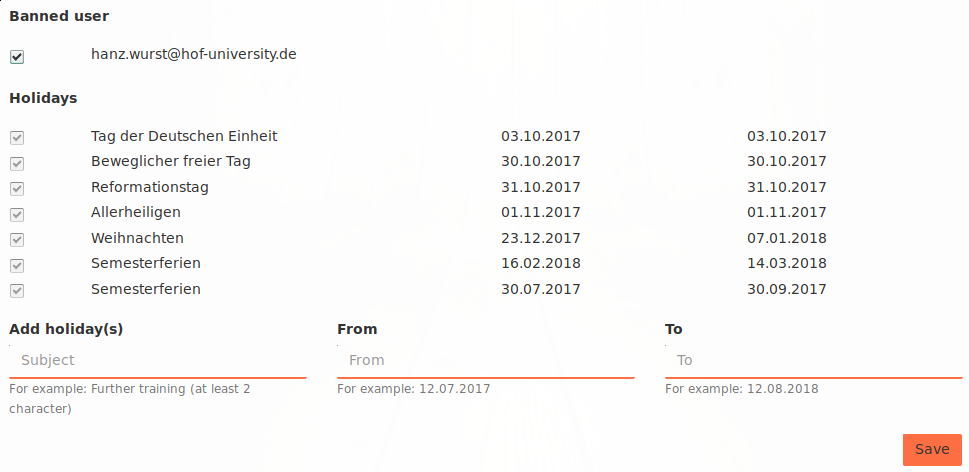 Banned user
hanz.wurst@hof-university.de
Holidays
Tag der Deutschen Einheit 03.10.2017 03.10.2017
Beweglicher freier Tag 30.10.2017 30.10.2017
Reformationstag 31.10.2017 31.10.2017
Allerheiligen 01.11.2017 01.11.2017
Weihnachten 23.12.2017 07.01.2018
Semesterferien 16.02.2018 14.03.2018
Semesterferien 30.07.2017 30.09.2017
Add holiday(s) From To
Subject From To
For example: Further training (at least 2 For example: 12.07.2017 For example: 12.08.2018
character)
Save